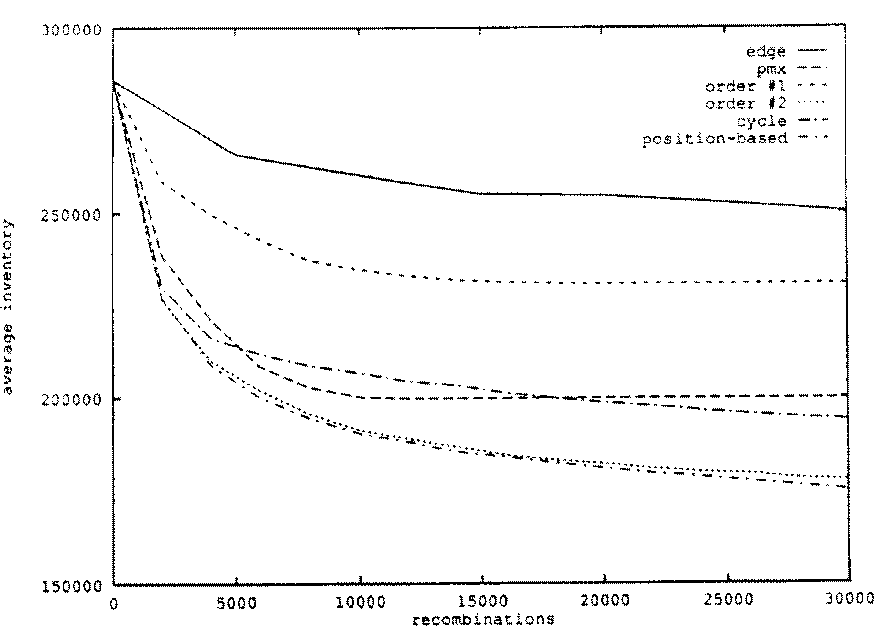 300000
250000
200000
150000
average inventory
edge
pmx
order #1
order #2
cycle
position-based
0 5000 10000 15000 20000 25000 30000
recombinations